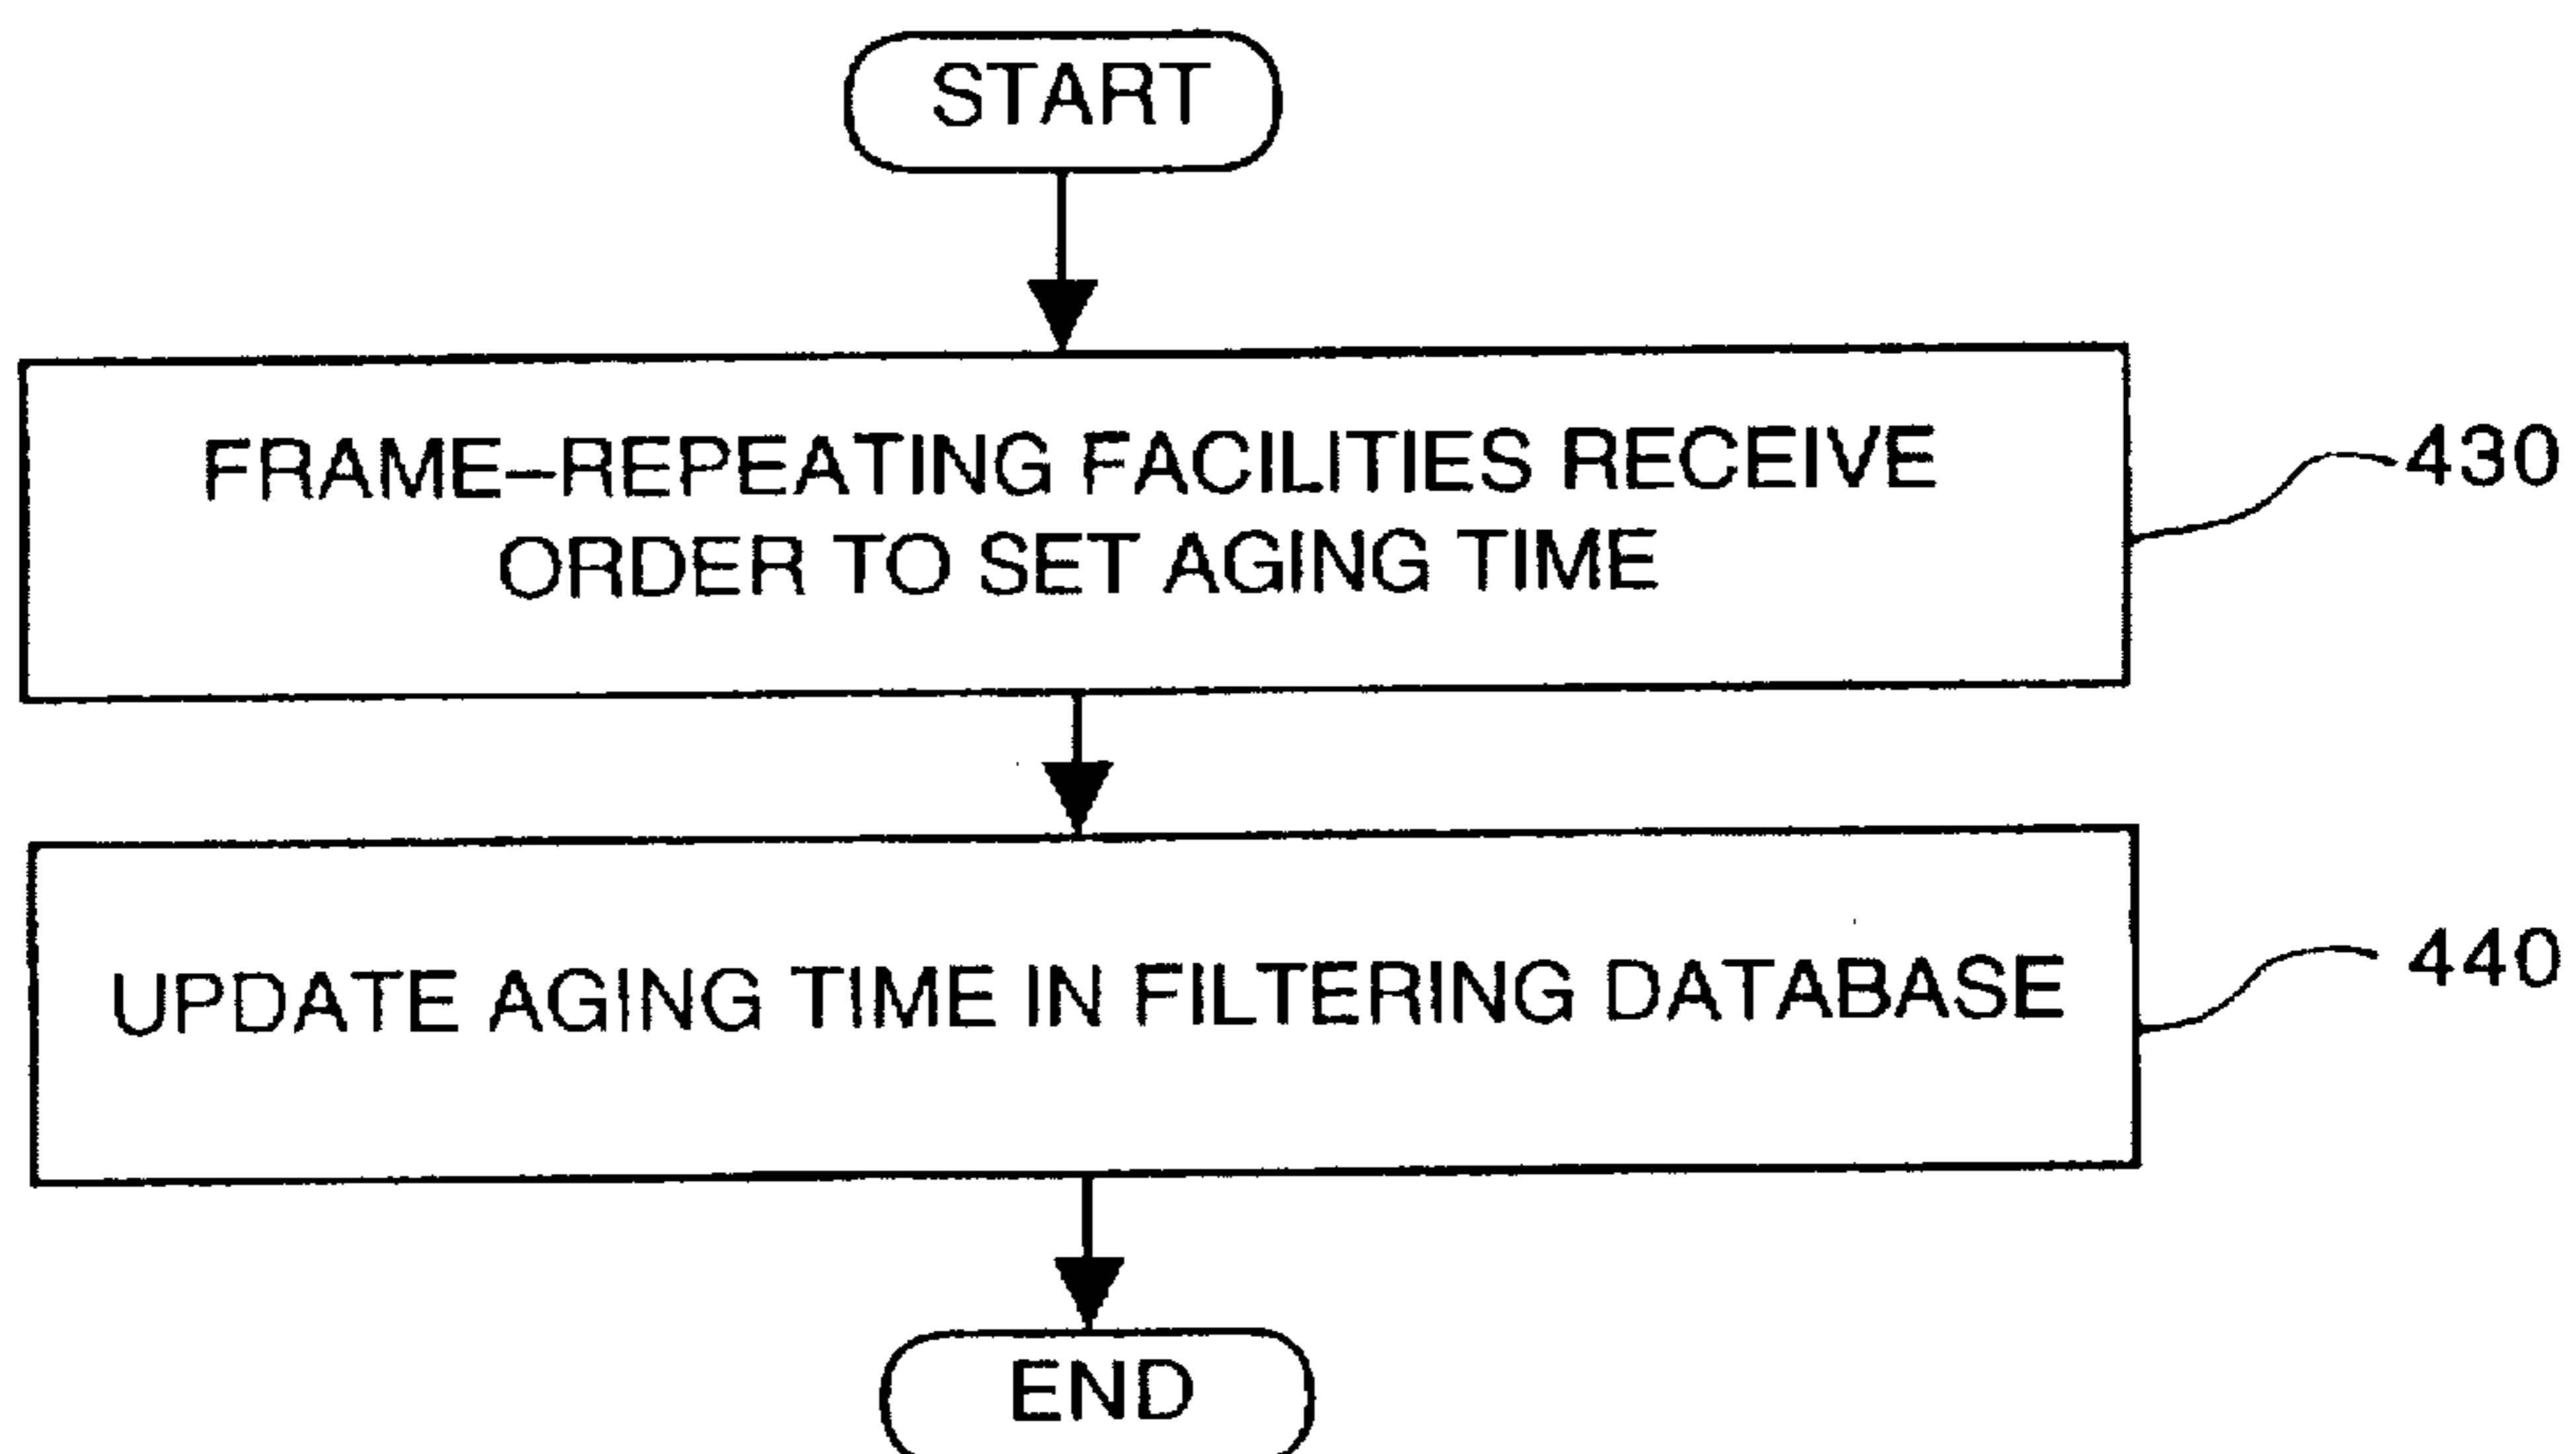 START
FRAME-REPEATING FACILITIES RECEIVE
ORDER TO SET AGING TIME
430
UPDATE AGING TIME IN FILTERING DATABASE
440
END